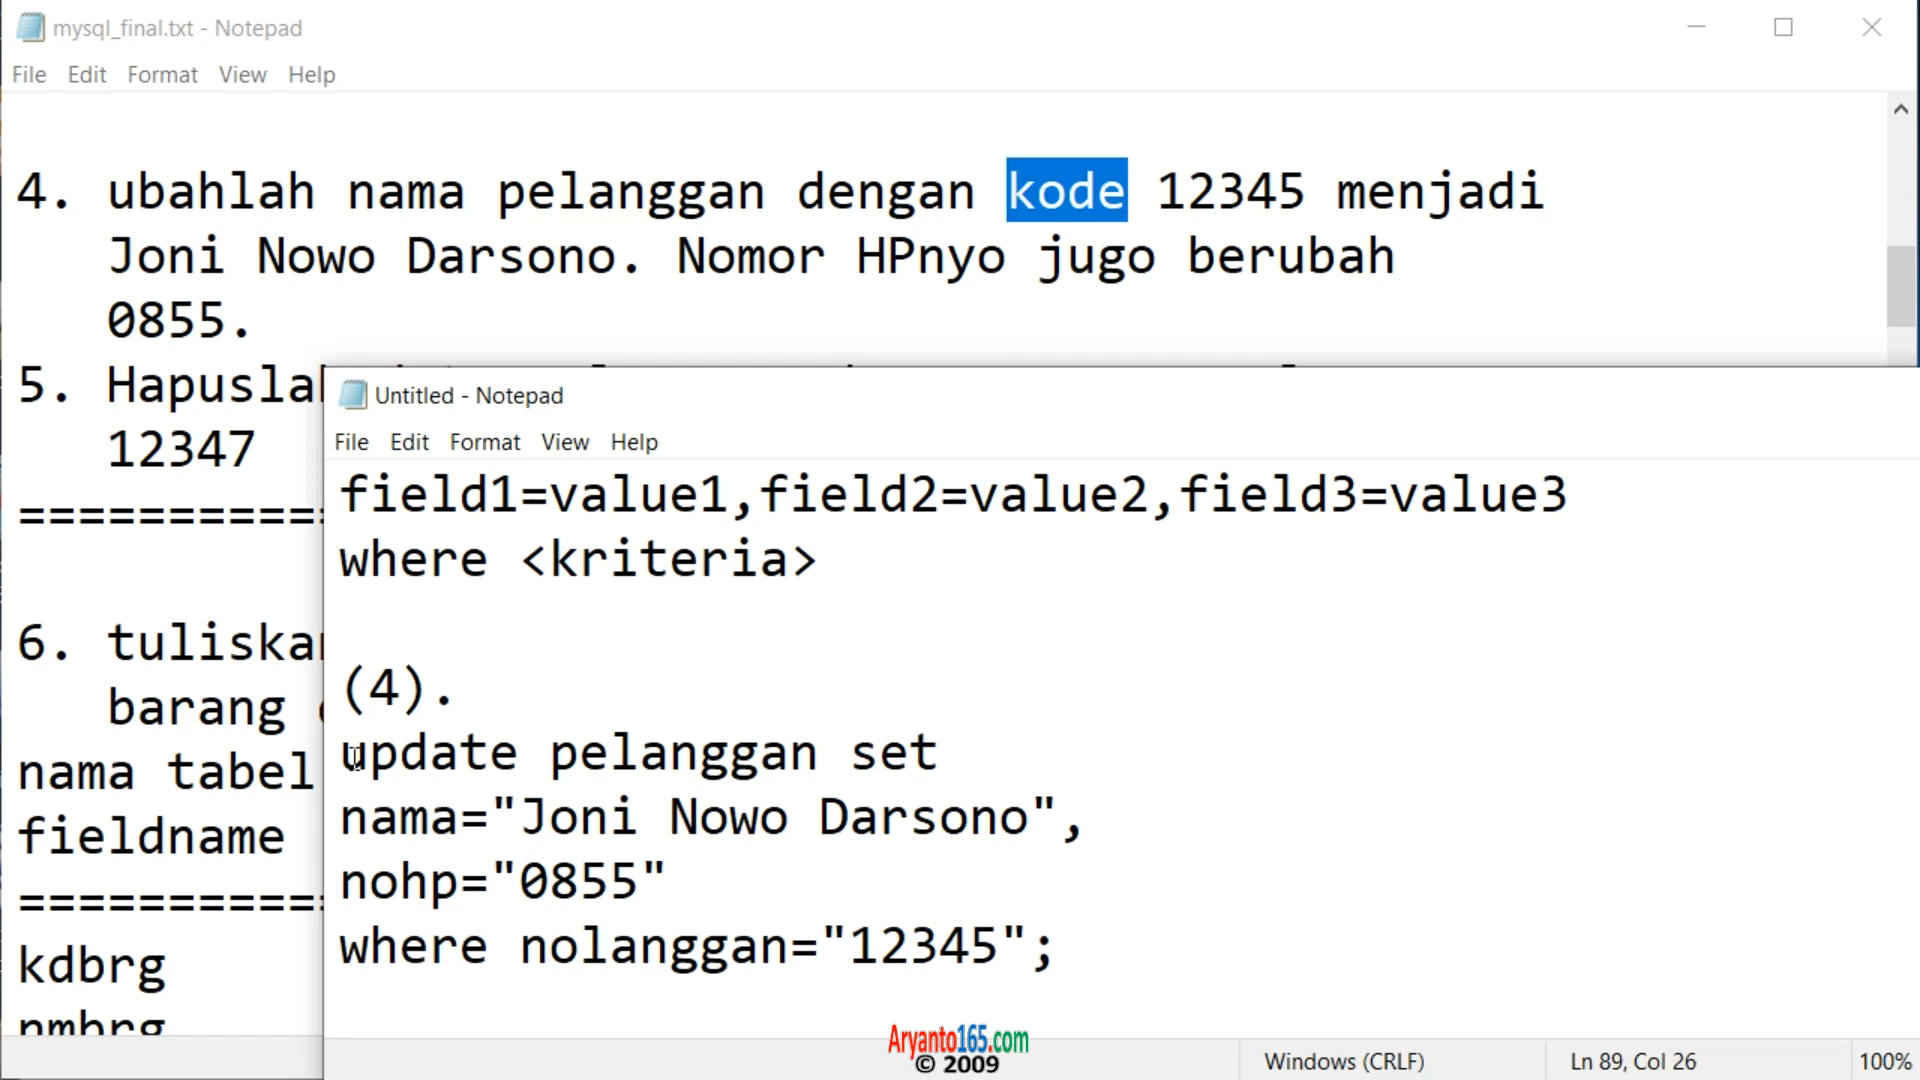 mysql_final.txt - Notepad
File Edit Format View Help
4. ubahlah nama pelanggan dengan kode 12345 menjadi
Joni Nowo Darsono. Nomor HPnyo jugo berubah
0855.
5. Hapusla
12347
===========
6. tuliska
barang
nama tabel
fieldname
===========
kdbrg
nmbrg
Untitled - Notepad
File Edit Format View Help
field1=value1,field2=value2,field3=value3
where <kriteria>
(4).
update pelanggan set
nama="Joni Nowo Darsono",
nohp="0855"
where nolanggan="12345";
Aryanto165.com
© 2009
Windows (CRLF) Ln 89, Col 26 100%